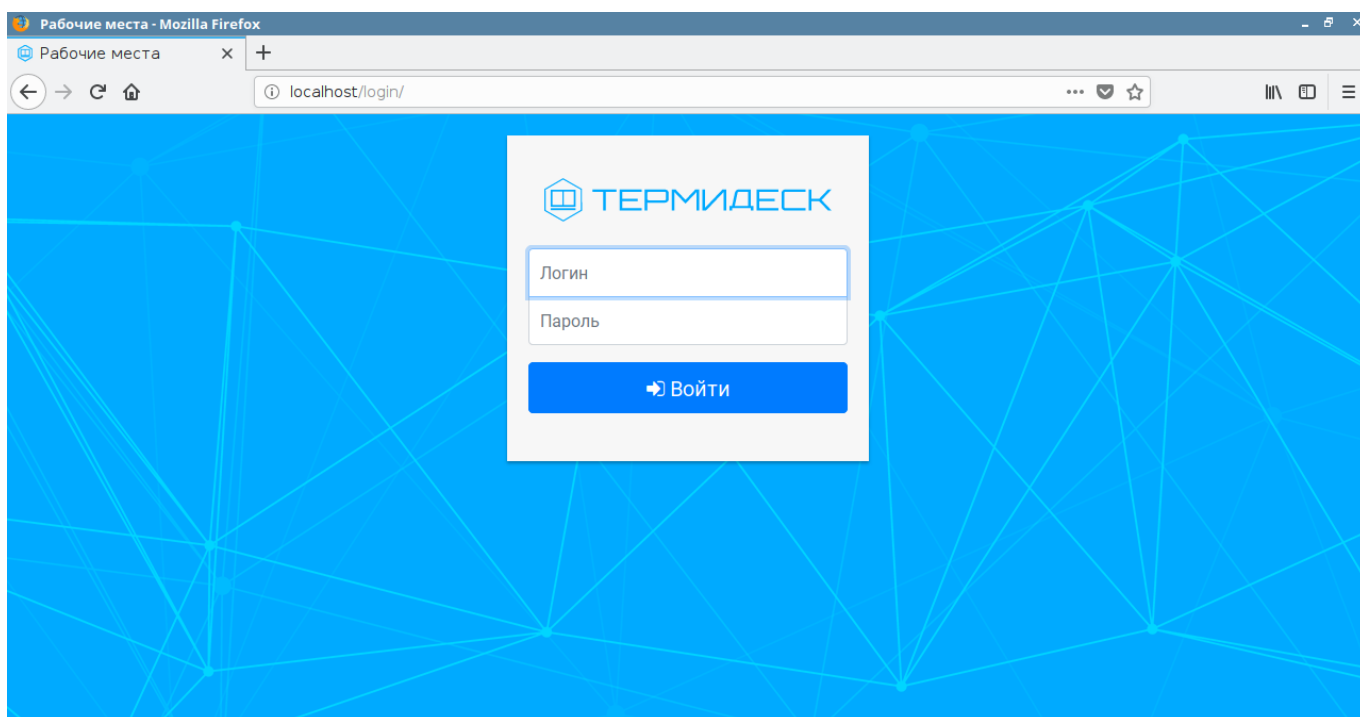 Рабочие места - Mozilla Firefox
Рабочие места
localhost/login/
ТЕРМИДЕСК
Логин
Пароль
Войти